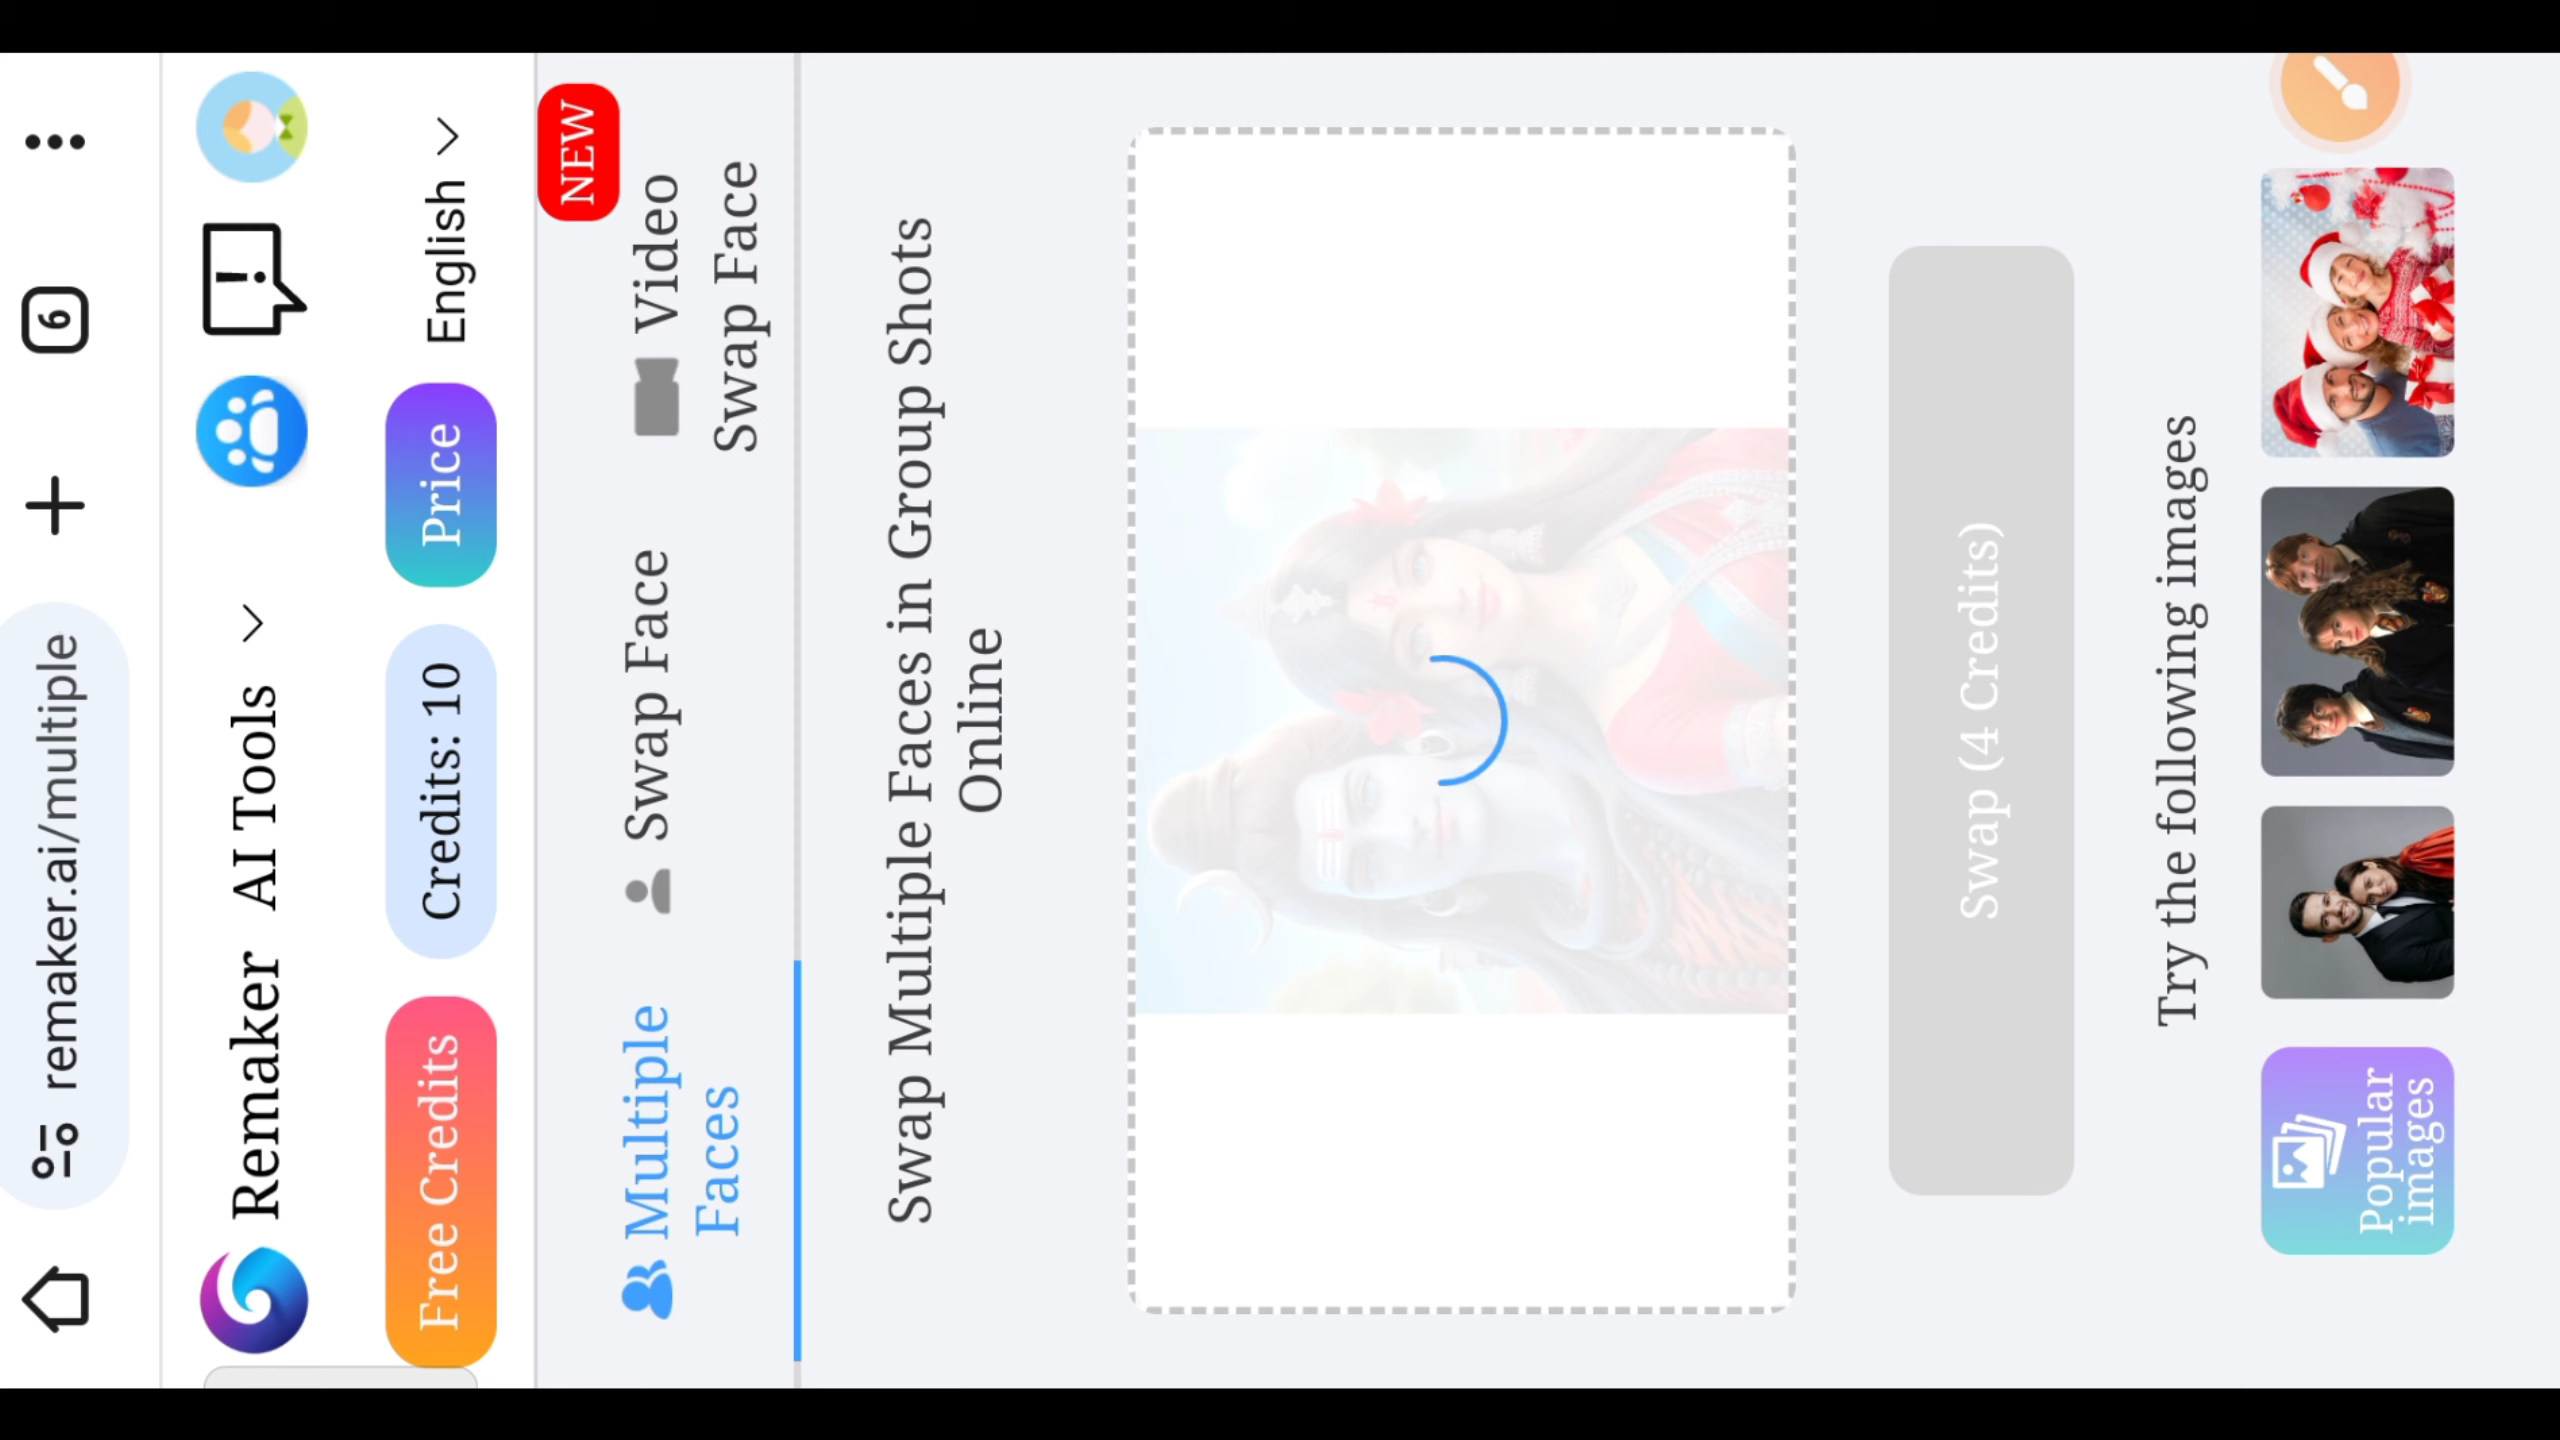 remaker.ai/multiple
6
Remaker AI Tools
Free Credits
Credits: 10
Price
English
NEW
Multiple
Faces
Swap Face
Video
Swap Face
Swap Multiple Faces in Group Shots
Online
Swap (4 Credits)
Try the following images
Popular
images